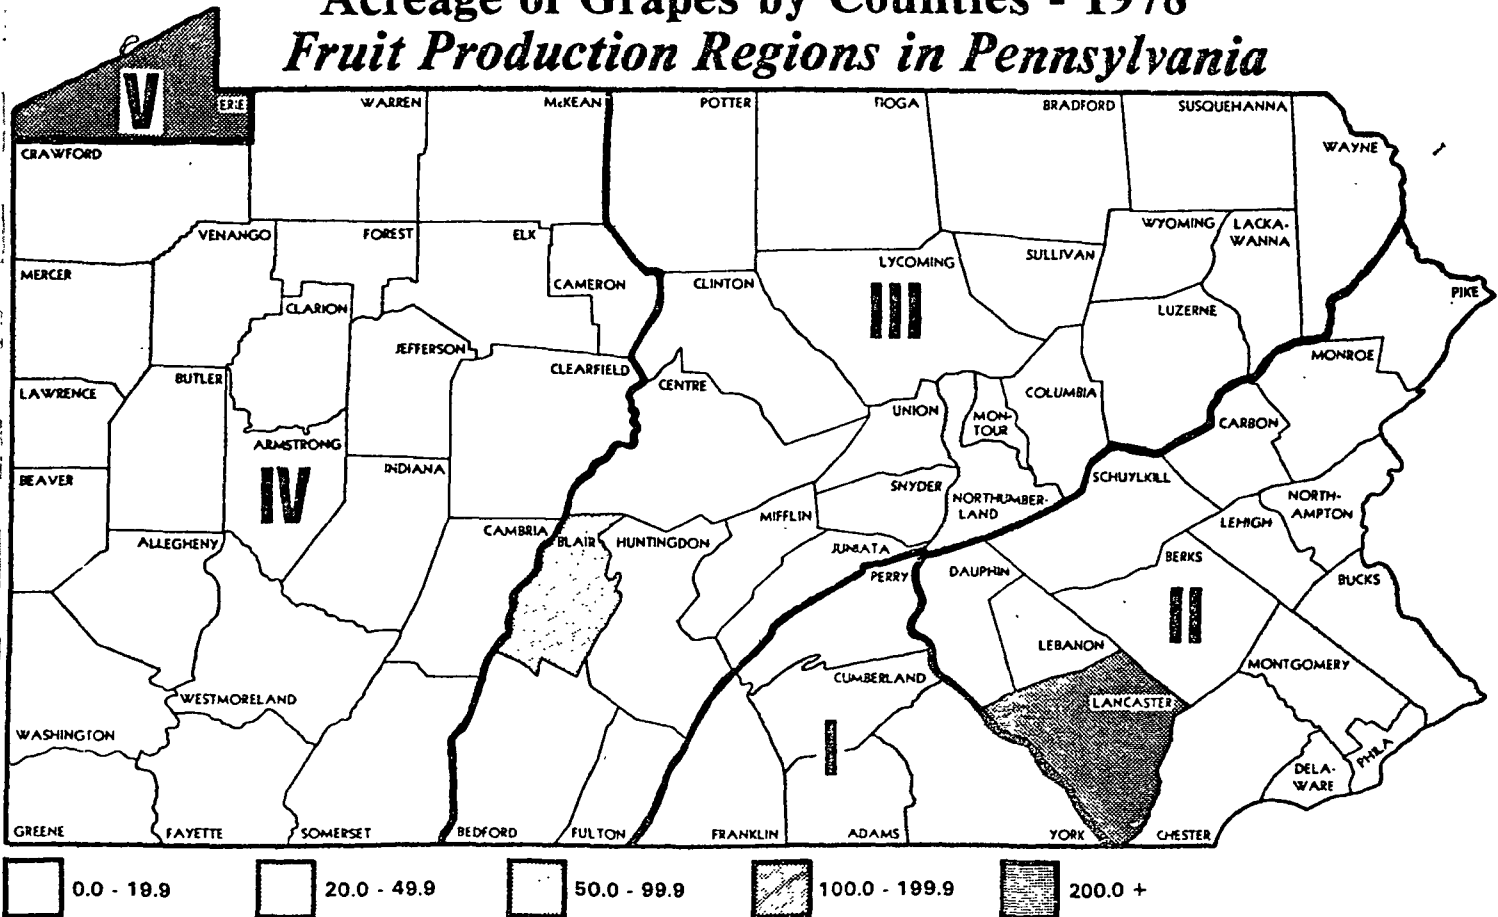 Acreage of Grapes by Counties - 1978
Fruit Production Regions in Pennsylvania
V
ERIE
WARREN
McKEAN
POTTER
TIOGA
BRADFORD
SUSQUEHANNA
WAYNE
CRAWFORD
VENANGO
FOREST
ELK
WYOMING
LACKA-
WANNA
MERCER
CAMERON
CLINTON
LYCOMING
SULLIVAN
PIKE
CLARION
III
LUZERNE
JEFFERSON
CLEARFIELD
CENTRE
MONROE
LAWRENCE
BUTLER
UNION
MON-
TOUR
COLUMBIA
CARBON
ARMSTRONG
BEAVER
IV
INDIANA
SNYDER
NORTHUMBER-
LAND
SCHUYLKILL
NORTH-
AMPTON
ALLEGHENY
CAMBRIA
BLAIR
HUNTINGDON
MIFFLIN
JUNIATA
LEHIGH
PERRY
DAUPHIN
BERKS
BUCKS
II
LEBANON
MONTGOMERY
WESTMORELAND
CUMBERLAND
LANCASTER
WASHINGTON
I
DELA-
WARE
PHILA
GREENE
FAYETTE
SOMERSET
BEDFORD
FULTON
FRANKLIN
ADAMS
YORK
CHESTER
0.0 - 19.9
20.0 - 49.9
50.0 - 99.9
100.0 - 199.9
200.0 +